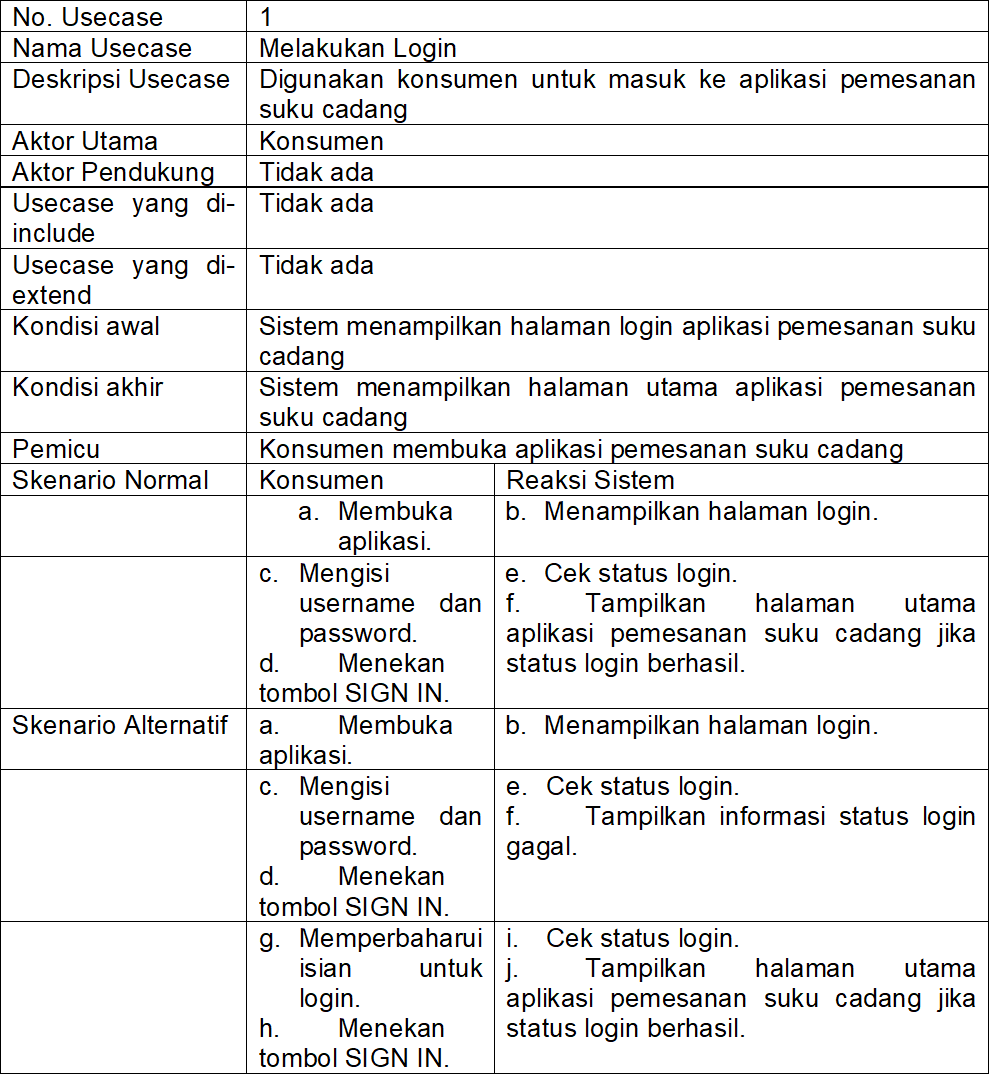 No. Usecase 1
Nama Usecase Melakukan Login
Deskripsi Usecase Digunakan konsumen untuk masuk ke aplikasi pemesanan
suku cadang
Aktor Utama Konsumen
Aktor Pendukung Tidak ada
Usecase yang di- Tidak ada
include
Usecase yang di- Tidak ada
extend
Kondisi awal Sistem menampilkan halaman login aplikasi pemesanan suku
cadang
Kondisi akhir Sistem menampilkan halaman utama aplikasi pemesanan
suku cadang
Pemicu Konsumen membuka aplikasi pemesanan suku cadang
Skenario Normal Konsumen Reaksi Sistem
a. Membuka
aplikasi.
b. Menampilkan halaman login.
c. Mengisi
username dan
password.
d. Menekan
tombol SIGN IN.
e. Cek status login.
f. Tampilkan halaman utama
aplikasi pemesanan suku cadang jika
status login berhasil.
Skenario Alternatif
a. Membuka
aplikasi.
b. Menampilkan halaman login.
c. Mengisi
username dan
password.
d. Menekan
tombol SIGN IN.
e. Cek status login.
f. Tampilkan informasi status login
gagal.
g. Memperbaharui
isian untuk
login.
h. Menekan
tombol SIGN IN.
i. Cek status login.
j. Tampilkan halaman utama
aplikasi pemesanan suku cadang jika
status login berhasil.